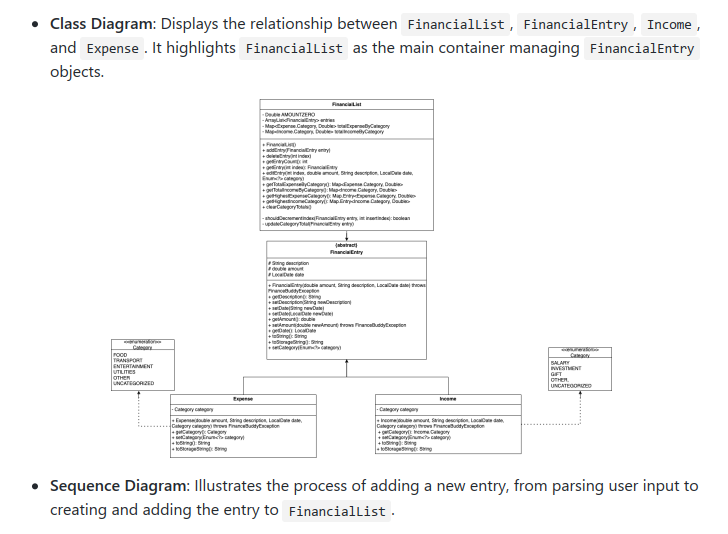 Class Diagram: Displays the relationship between FinancialList, FinancialEntry, Income,
and Expense. It highlights FinancialList as the main container managing FinancialEntry
objects.
FinancialList
- Double AMOUNTZERO
- ArrayList<FinancialEntry> entries
- Map<Expense.Category, Double> totalExpenseByCategory
- Map<Income.Category, Double> totalIncomeByCategory
+ FinancialList()
+ addEntry(FinancialEntry entry)
+ deleteEntry(int index)
+ getEntryCount(): int
+ getEntry(int index): FinancialEntry
+ editEntry(int index, double amount, String description, LocalDate date,
Enum<?> category)
+ getTotalExpenseByCategory(): Map<Expense.Category, Double>
+ getTotalIncomeByCategory(): Map<Income.Category, Double>
+ getHighestExpenseCategory(): Map.Entry<Expense.Category, Double>
+ getHighestIncomeCategory(): Map.Entry<Income.Category, Double>
+ clearCategoryTotals()
- shouldDecrementIndex(FinancialEntry entry, int insertIndex): boolean
- updateCategoryTotal(FinancialEntry entry)
{abstract}
FinancialEntry
# String description
# double amount
# LocalDate date
+ FinancialEntry(double amount, String description, LocalDate date) throws
FinanceBuddyException
+ getDescription(): String
+ setDescription(String newDescription)
+ setDate(String newDate)
+ setDate(LocalDate newDate)
+ getAmount(): double
+ setAmount(double newAmount) throws FinanceBuddyException
+ getDate(): LocalDate
+ toString(): String
+ toStorageString(): String
+ setCategory(Enum<?> category)
<<enumeration>>
Category
FOOD
TRANSPORT
ENTERTAINMENT
UTILITIES
OTHER
UNCATEGORIZED
<<enumeration>>
Category
SALARY
INVESTMENT
GIFT
OTHER,
UNCATEGORIZED
Expense
- Category category
+ Expense(double amount, String description, LocalDate date,
Category category) throws FinanceBuddyException
+ getCategory(): Category
+ setCategory(Enum<?> category)
+ toString(): String
+ toStorageString(): String
Income
- Category category
+ Income(double amount, String description, LocalDate date,
Category category) throws FinanceBuddyException
+ getCategory(): Income.Category
+ setCategory(Enum<?> category)
+ toString(): String
+ toStorageString(): String
Sequence Diagram: Illustrates the process of adding a new entry, from parsing user input to
creating and adding the entry to FinancialList.